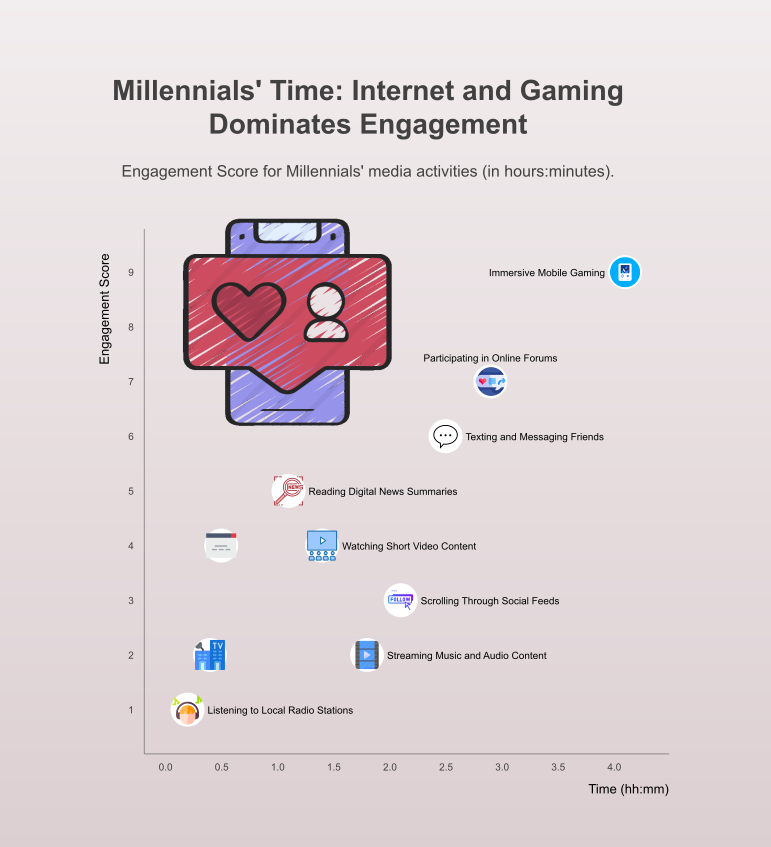 Millennials' Time: Internet and Gaming
Dominates Engagement
Engagement Score for Millennials' media activities (in hours:minutes).
Engagement Score
9
8
7
6
5
4
3
2
1
Immersive Mobile Gaming
Participating in Online Forums
Texting and Messaging Friends
NEWS
Reading Digital News Summaries
Watching Short Video Content
FOLLOW
Scrolling Through Social Feeds
TV
Streaming Music and Audio Content
Listening to Local Radio Stations
0.0 0.5 1.0 1.5 2.0 2.5 3.0 3.5 4.0
Time (hh:mm)